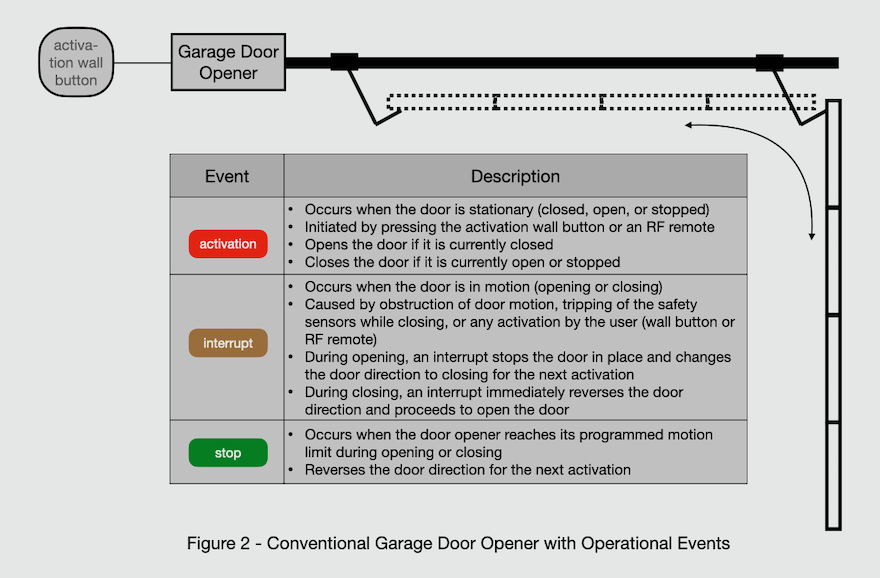 activa-
tion wall
button
Garage Door
Opener
Event
Description
activation
• Occurs when the door is stationary (closed, open, or stopped)
• Initiated by pressing the activation wall button or an RF remote
• Opens the door if it is currently closed
• Closes the door if it is currently open or stopped
interrupt
• Occurs when the door is in motion (opening or closing)
• Caused by obstruction of door motion, tripping of the safety
sensors while closing, or any activation by the user (wall button or
RF remote)
• During opening, an interrupt stops the door in place and changes
the door direction to closing for the next activation
• During closing, an interrupt immediately reverses the door
direction and proceeds to open the door
stop
• Occurs when the door opener reaches its programmed motion
limit during opening or closing
• Reverses the door direction for the next activation
Figure 2 - Conventional Garage Door Opener with Operational Events